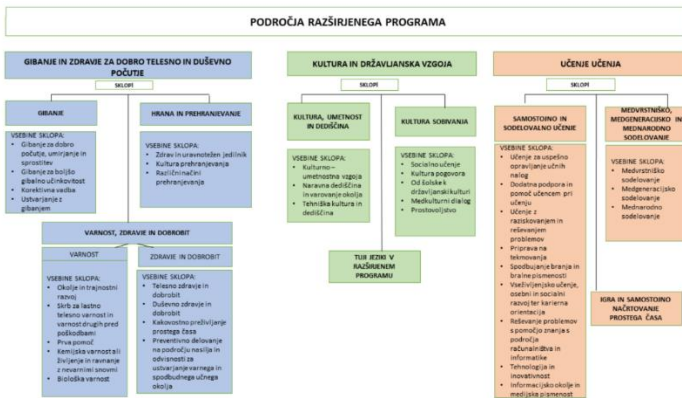 PODROČJA RAZŠIRJENEGA PROGRAMA
GIBANJE IN ZDRAVJE ZA DOBRO TELESNO IN DUŠEVNO
POČUTJE
SKLOPI
GIBANJE
VSEBINE SKLOPA:
• Gibanje za dobro
počutje, umirjanje in
sprostitev
• Gibanje za boljšo
gibalno učinkovitost
• Korektivna vadba
• Ustvarjanje z
gibanjem
HRANA IN PREHRANJEVANJE
VSEBINE SKLOPA:
• Zdrav in uravnotežen jedilnik
• Kultura prehranjevanja
• Različni načini
prehranjevanja
VARNOST, ZDRAVJE IN DOBROBIT
VARNOST
VSEBINE SKLOPA:
• Okolje in trajnostni
razvoj
• Skrb za lastno
telesno varnost in
varnost drugih pred
poškodbami
• Prva pomoč
• Kemijska varnost ali
življenje in ravnanje
z nevarnimi snovmi
• Biološka varnost
ZDRAVJE IN DOBROBIT
VSEBINE SKLOPA:
• Telesno zdravje in
dobrobit
• Duševno zdravje in
dobrobit
• Kakovostno preživljanje
prostega časa
• Preventivno delovanje
na področju nasilja in
odvisnosti za
ustvarjanje varnega in
spodbudnega učnega
okolja
KULTURA IN DRŽAVLJANSKA VZGOJA
SKLOPI
KULTURA, UMETNOST
IN DEDIŠČINA
VSEBINE SKLOPA:
• Kulturno –
umetnostna vzgoja
• Naravna dediščina
in varovanje okolja
• Tehniška kultura in
dediščina
KULTURA SOBIVANJA
VSEBINE SKLOPA:
• Socialno učenje
• Kultura pogovora
• Od šolske k
državljanski kulturi
• Medkulturni dialog
• Prostovoljstvo
TUJI JEZIKI V
RAZŠIRJENEM
PROGRAMU
UČENJE UČENJA
SKLOPI
SAMOSTOJNO IN
SODELOVALNO UČENJE
VSEBINE SKLOPA:
• Učenje za uspešno
opravljanje učnih
nalog
• Dodatna podpora in
pomoč učencem pri
učenju
• Učenje z
raziskovanjem in
reševanjem
problemov
• Priprava na
tekmovanja
• Spodbujanje branja in
bralne pismenosti
• Vseživljenjsko učenje,
osebni in socialni
razvoj ter karierna
orientacija
• Reševanje problemov
s pomočjo znanja s
področja
računalništva in
informatike
• Tehnologija in
inovativnost
• Informacijsko okolje in
medijska pismenost
MEDVRSTNIŠKO,
MEDGENERACIJSKO IN
MEDNARODNO
SODELOVANJE
VSEBINE SKLOPA:
• Medvrstniško
sodelovanje
• Medgeneracijsko
sodelovanje
• Mednarodno
sodelovanje
IGRA IN SAMOSTOJNO
NAČRTOVANJE
PROSTEGA ČASA